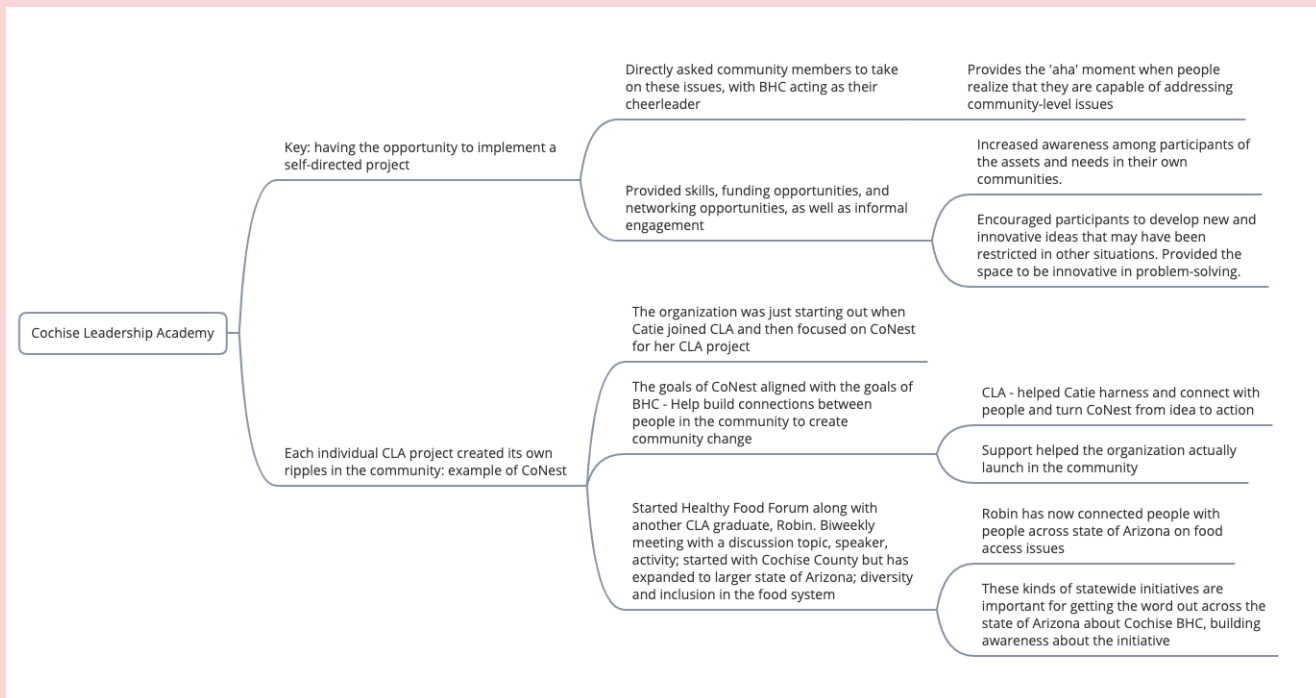 Cochise Leadership Academy
Key: having the opportunity to implement a
self-directed project
Directly asked community members to take
on these issues, with BHC acting as their
cheerleader
Provides the 'aha' moment when people
realize that they are capable of addressing
community-level issues
Provided skills, funding opportunities, and
networking opportunities, as well as informal
engagement
Increased awareness among participants of
the assets and needs in their own
communities.
Encouraged participants to develop new and
innovative ideas that may have been
restricted in other situations. Provided the
space to be innovative in problem-solving.
Each individual CLA project created its own
ripples in the community: example of CoNest
The organization was just starting out when
Catie joined CLA and then focused on CoNest
for her CLA project
The goals of CoNest aligned with the goals of
BHC - Help build connections between
people in the community to create
community change
CLA - helped Catie harness and connect with
people and turn CoNest from idea to action
Support helped the organization actually
launch in the community
Started Healthy Food Forum along with
another CLA graduate, Robin. Biweekly
meeting with a discussion topic, speaker,
activity; started with Cochise County but has
expanded to larger state of Arizona; diversity
and inclusion in the food system
Robin has now connected people with
people across state of Arizona on food
access issues
These kinds of statewide initiatives are
important for getting the word out across the
state of Arizona about Cochise BHC, building
awareness about the initiative